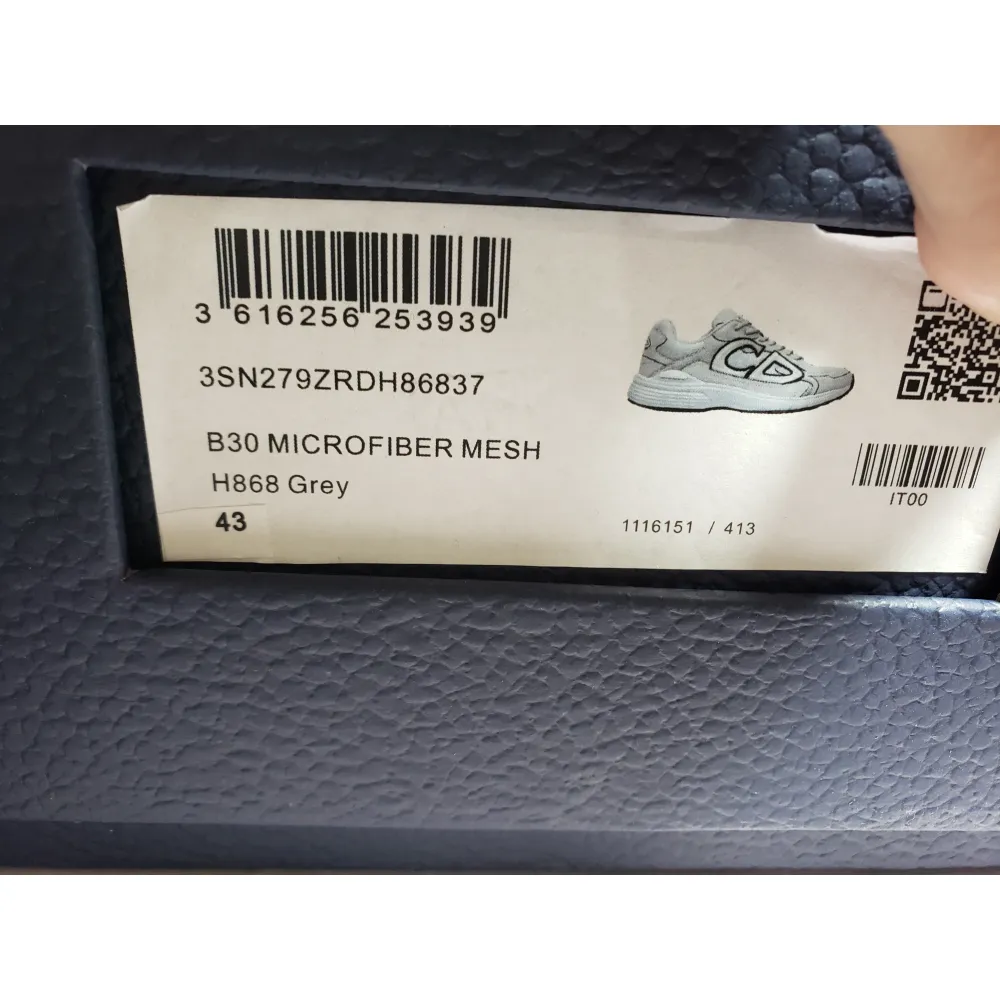 3 616256 253939
3SN279ZRDH86837
B30 MICROFIBER MESH
H868 Grey
43
CD
IT00
1116151 / 413